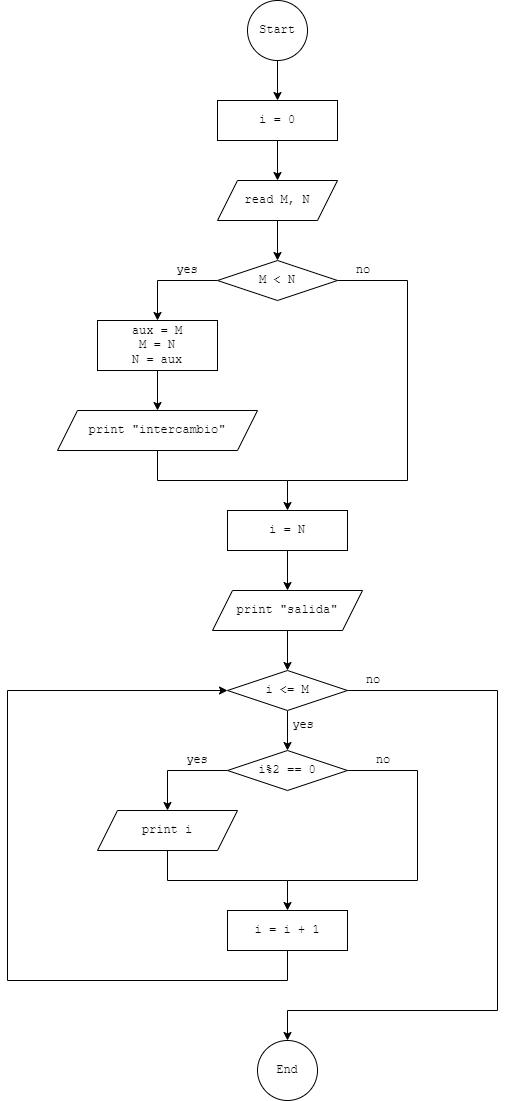 Start
i = 0
read M, N
M < N
yes
no
aux = M
M = N
N = aux
print "intercambio"
i = N
print "salida"
i <= M
no
yes
i%2 == 0
yes
no
print i
i = i + 1
End